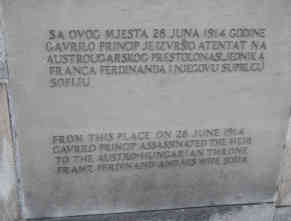 SA OVOG MJESTA 28 JUNA 1914 GODINE
GAVRILO PRINCIP JE IZVRŠIO ATENTAT NA
AUSTROUGARSKOG PRESTOLONASLJEDNIKA
FRANCA FERDINANDA I NJEGOVU SUPRUGU
SOFIJU
FROM THIS PLACE ON 28 JUNE 1914
GAVRILO PRINCIP ASSASSINATED THE HEIR
TO THE AUSTRO-HUNGARIAN THRONE
FRANZ FERDINAND AND HIS WIFE SOFIA